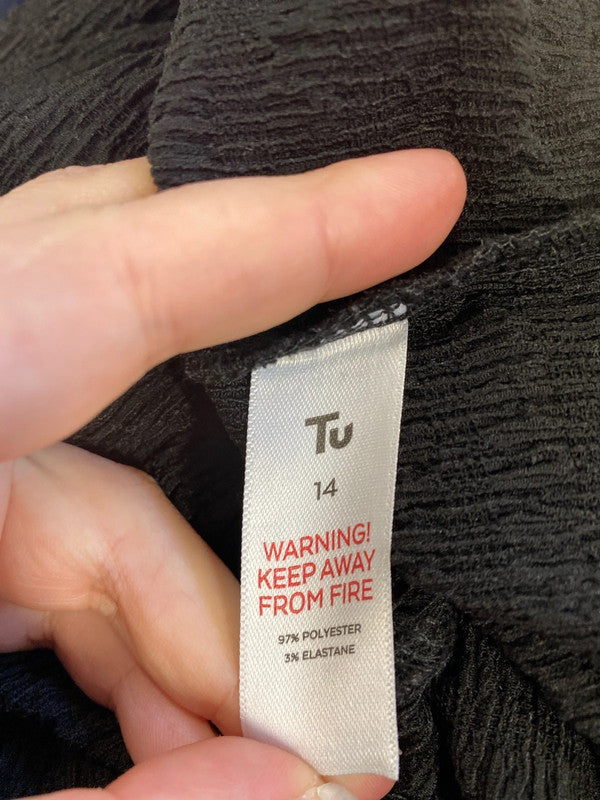 Tu
14
WARNING!
KEEP AWAY
FROM FIRE
97% POLYESTER
3% ELASTANE